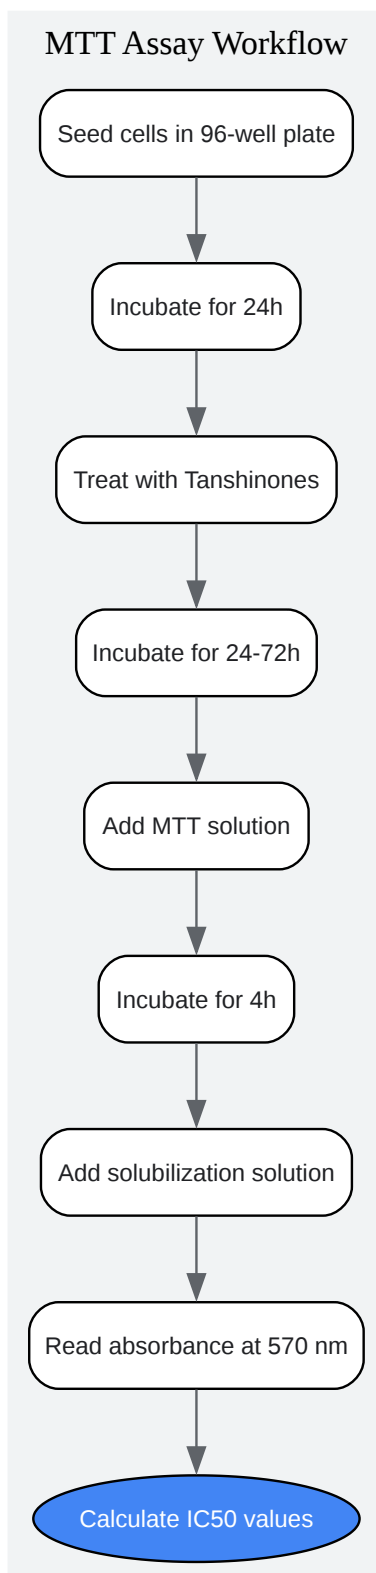 MTT Assay Workflow
Seed cells in 96-well plate
Incubate for 24h
Treat with Tanshinones
Incubate for 24-72h
Add MTT solution
Incubate for 4h
Add solubilization solution
Read absorbance at 570 nm
Calculate IC50 values